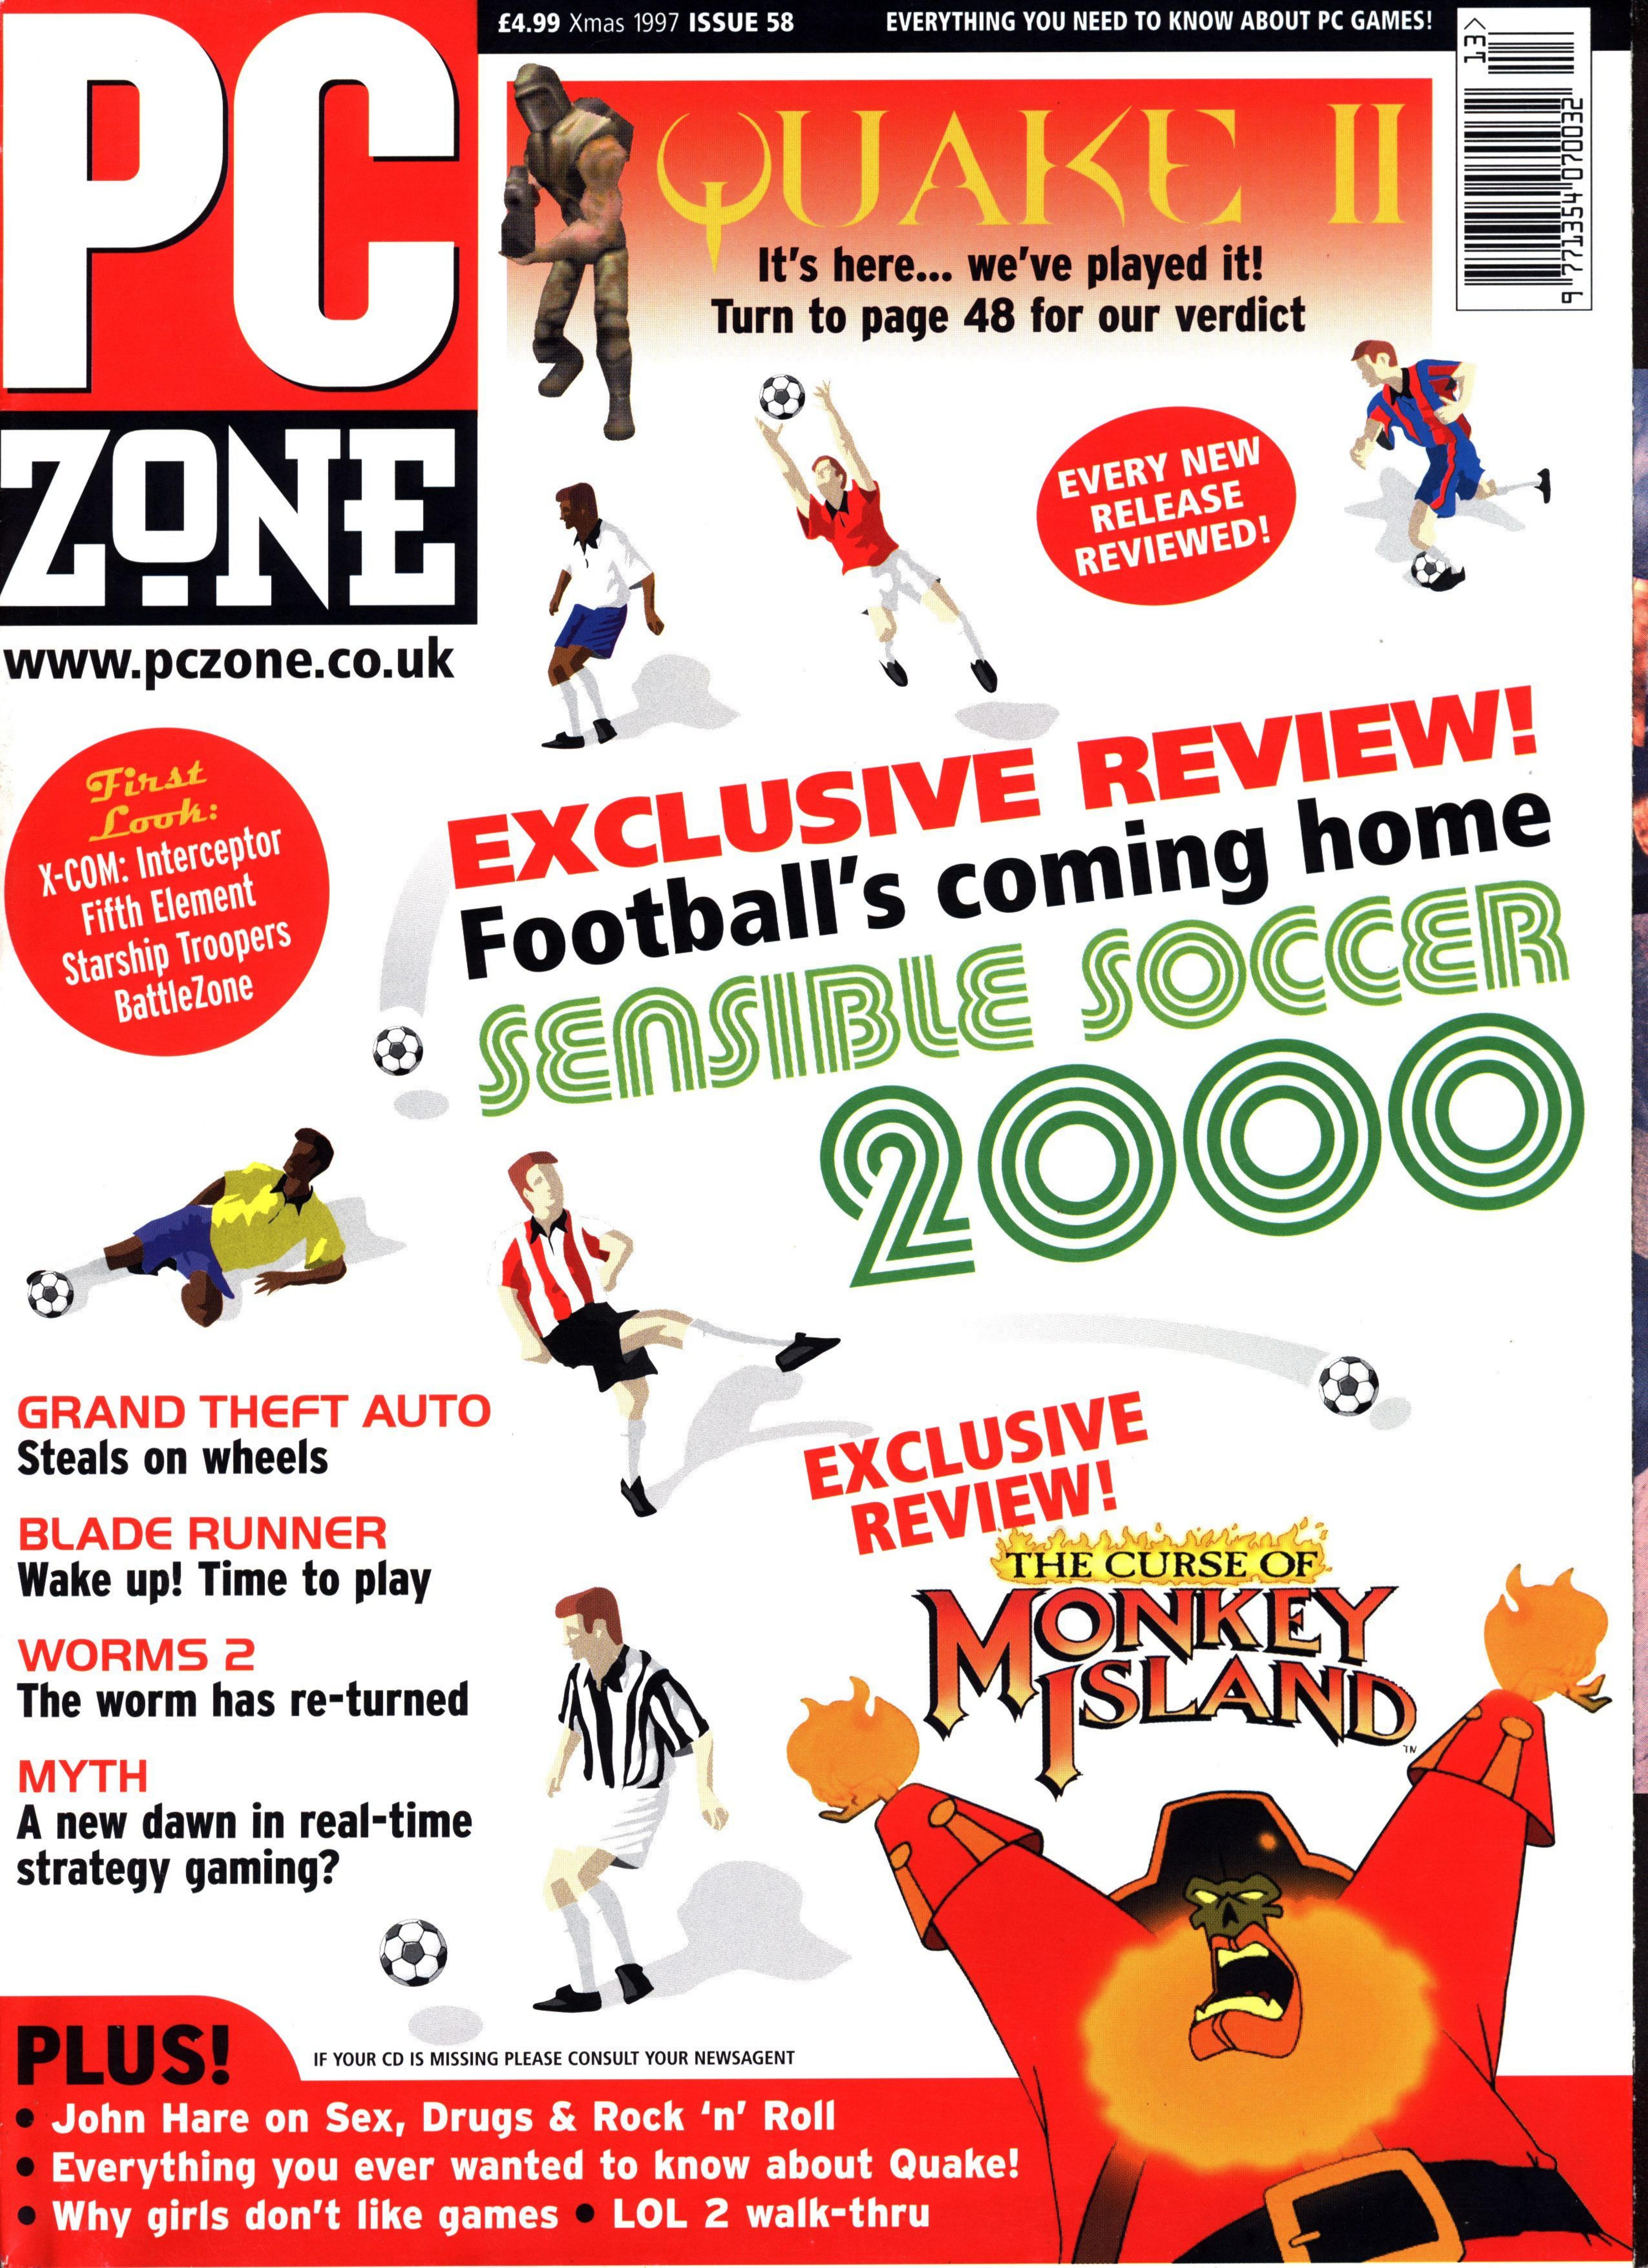 PC
ZONE
www.pczone.co.uk
£4.99 Xmas 1997 ISSUE 58
EVERYTHING YOU NEED TO KNOW ABOUT PC GAMES!
13>
9 771354 070032
QUAKE II
It's here... we've played it!
Turn to page 48 for our verdict
EVERY NEW
RELEASE
REVIEWED!
First
Look:
X-COM: Interceptor
Fifth Element
Starship Troopers
BattleZone
EXCLUSIVE REVIEW!
Football's coming home
SENSIBLE SOCCER
2000
GRAND THEFT AUTO
Steals on wheels
BLADE RUNNER
Wake up! Time to play
WORMS 2
The worm has re-turned
MYTH
A new dawn in real-time
strategy gaming?
EXCLUSIVE
REVIEW!
THE CURSE OF
MONKEY
ISLAND
TM
PLUS!
IF YOUR CD IS MISSING PLEASE CONSULT YOUR NEWSAGENT
• John Hare on Sex, Drugs & Rock 'n' Roll
• Everything you ever wanted to know about Quake!
• Why girls don't like games • LOL 2 walk-thru